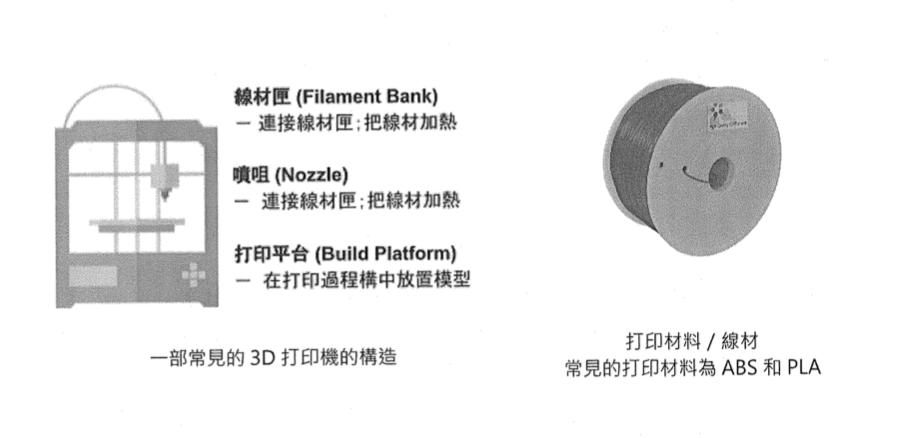 線材匣 (Filament Bank)
一 連接線材匣;把線材加熱
噴咀 (Nozzle)
一 連接線材匣;把線材加熱
打印平台 (Build Platform)
一 在打印過程構中放置模型
一部常見的 3D 打印機的構造
打印材料 / 線材
常見的打印材料為 ABS 和 PLA